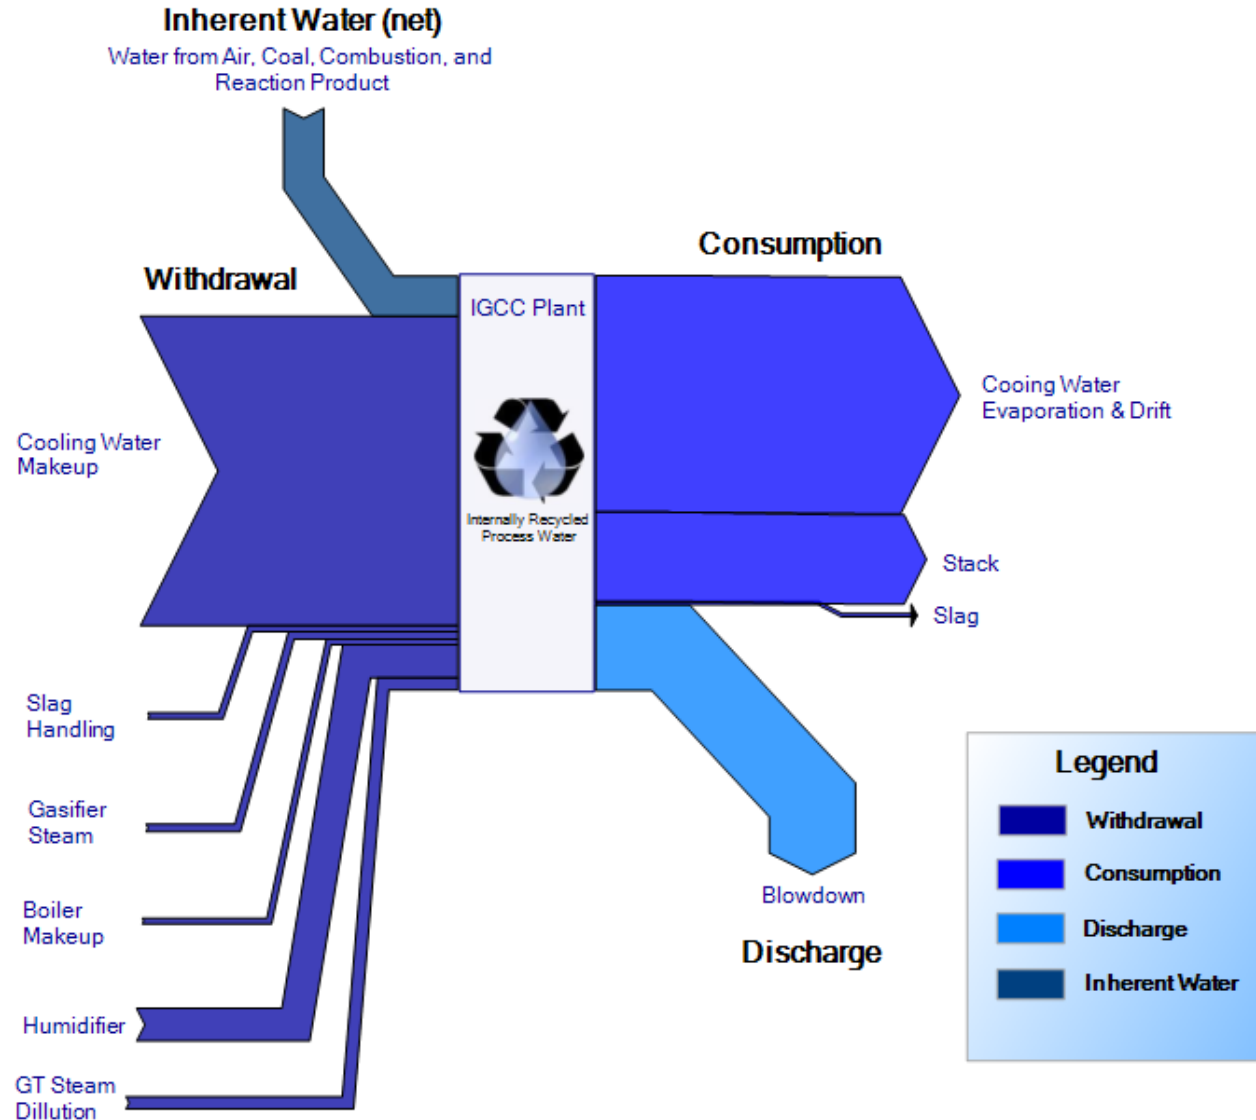 Inherent Water (net)
Water from Air, Coal, Combustion, and
Reaction Product
Consumption
Withdrawal
IGCC Plant
Cooing Water
Evaporation & Drift
Cooling Water
Makeup
Internally Recycled
Process Water
Stack
Slag
Slag
Handling
Gasifier
Steam
Boiler
Makeup
Humidifier
GT Steam
Dillution
Blowdown
Discharge
Legend
Withdrawal
Consumption
Discharge
Inherent Water